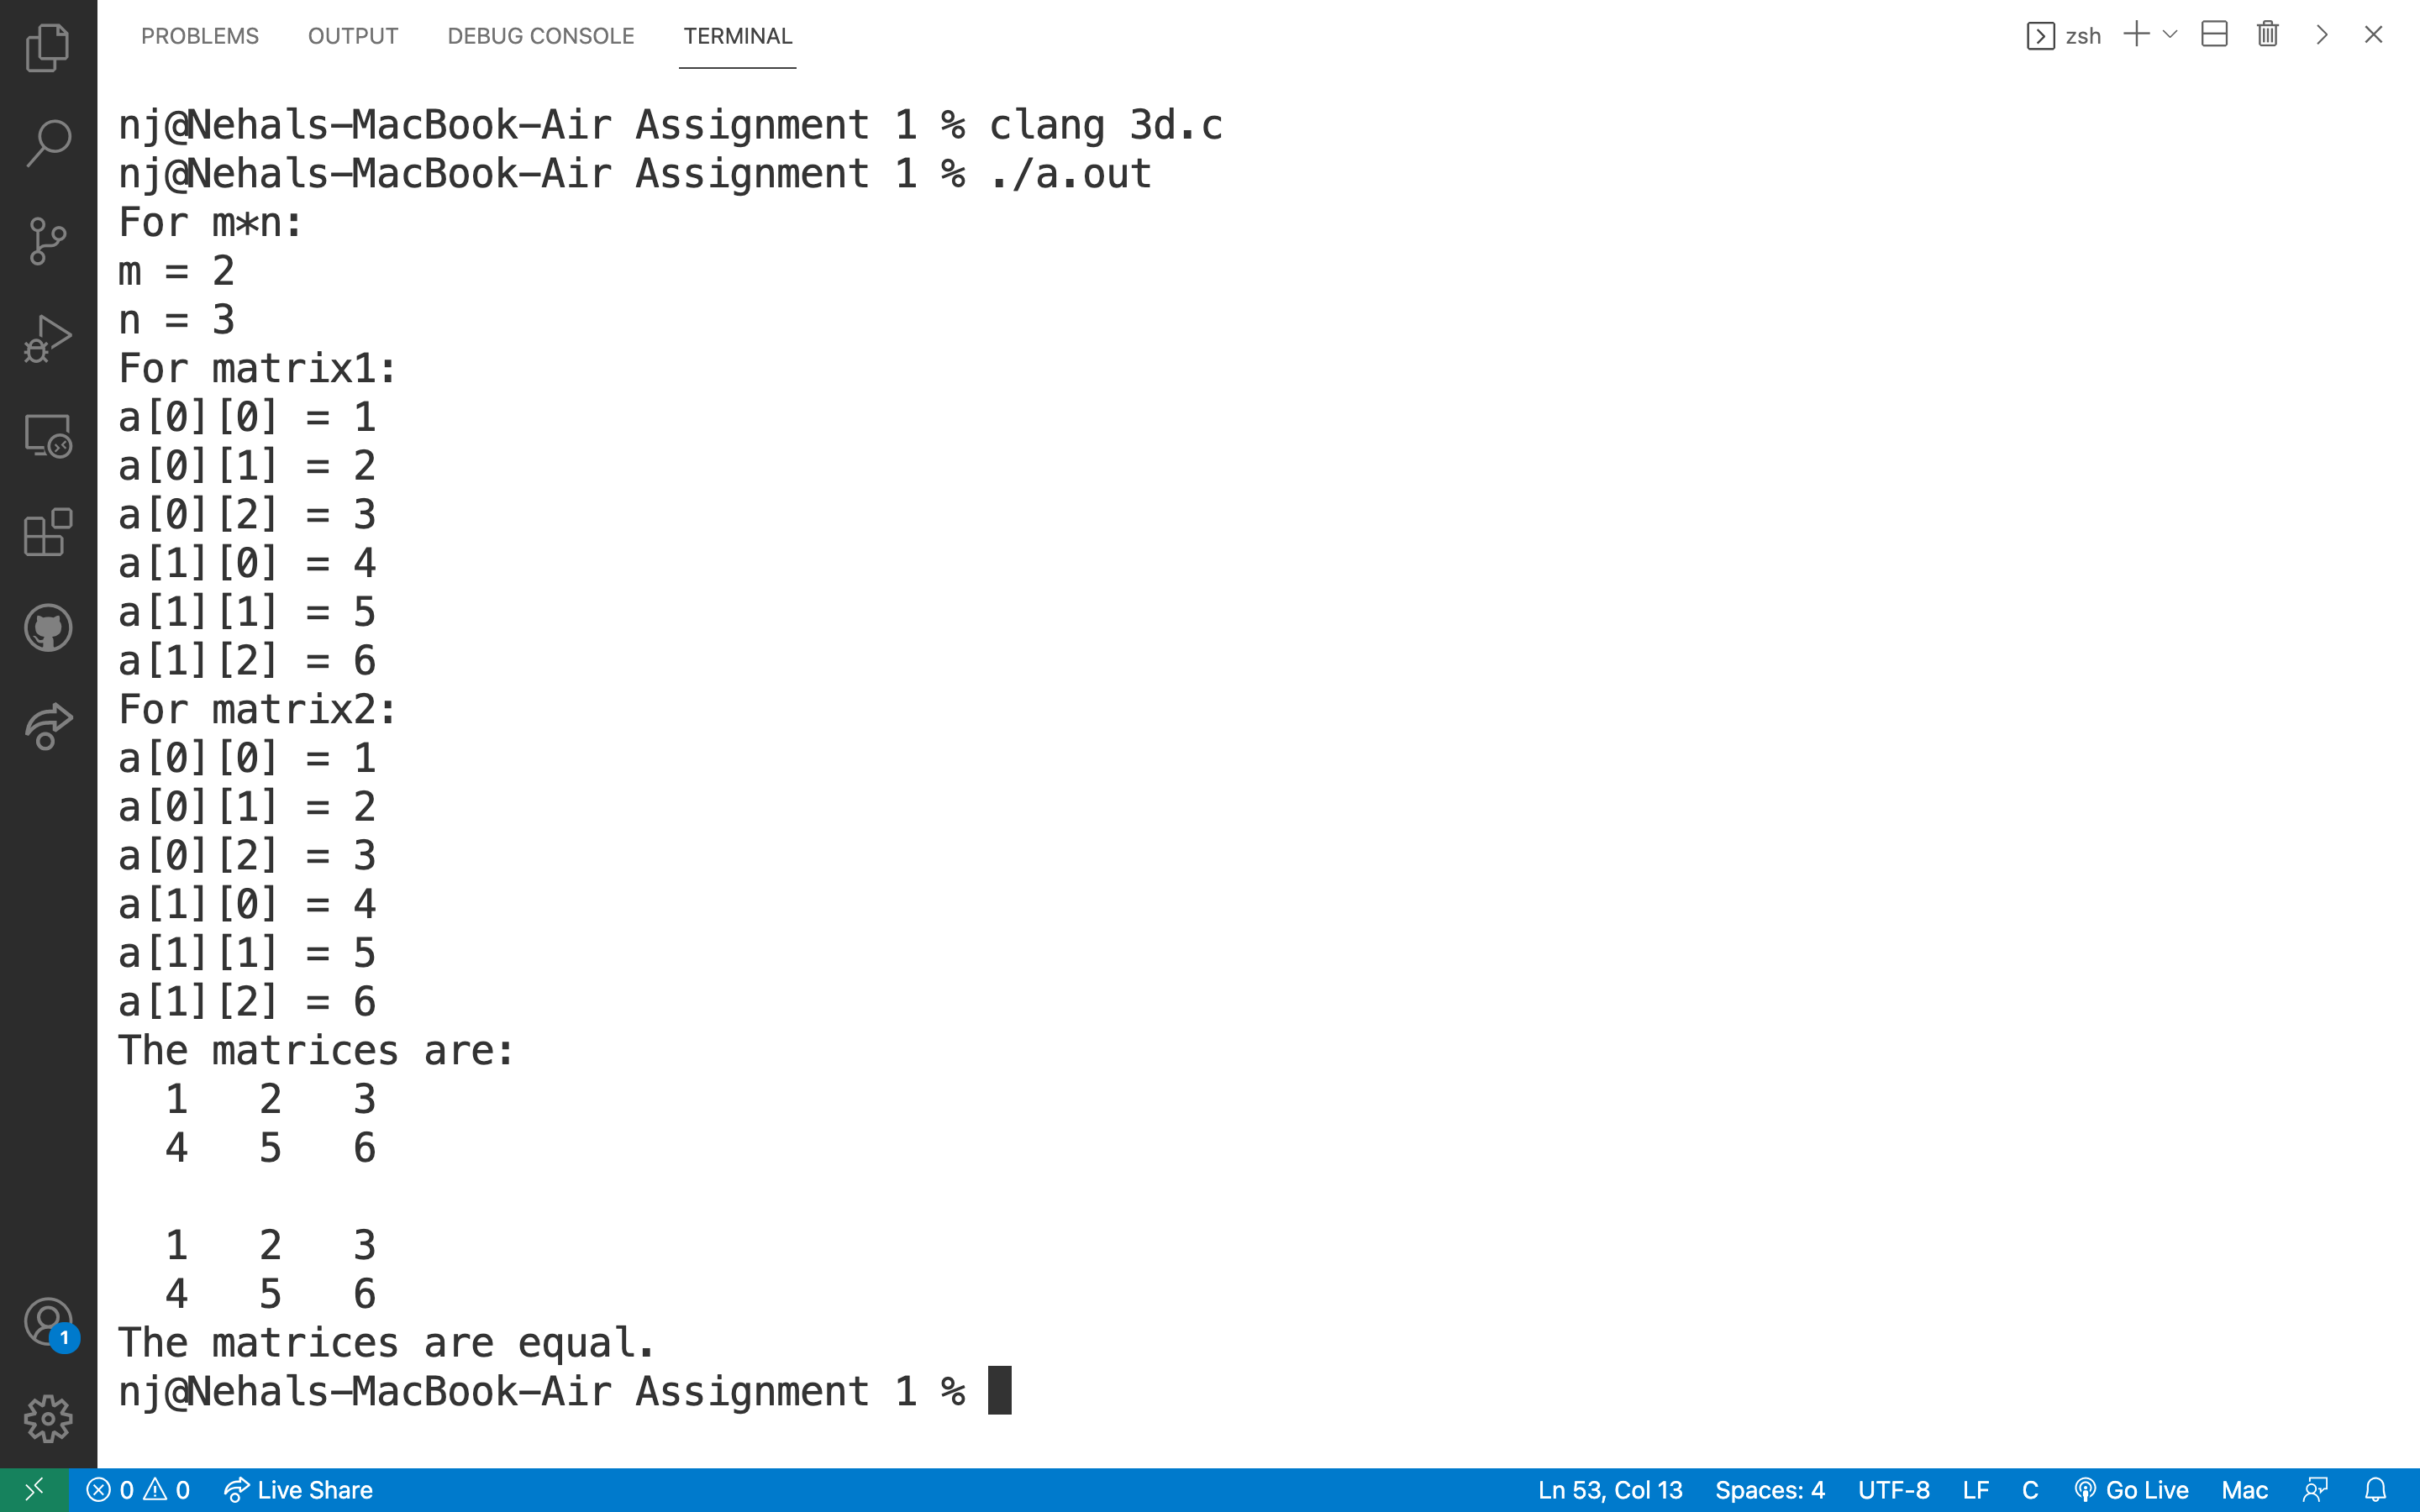 PROBLEMS OUTPUT DEBUG CONSOLE TERMINAL zsh
nj@Nehals-MacBook-Air Assignment 1 % clang 3d.c
nj@Nehals-MacBook-Air Assignment 1 % ./a.out
For m*n:
m = 2
n = 3
For matrix1:
a[0][0] = 1
a[0][1] = 2
a[0][2] = 3
a[1][0] = 4
a[1][1] = 5
a[1][2] = 6
For matrix2:
a[0][0] = 1
a[0][1] = 2
a[0][2] = 3
a[1][0] = 4
a[1][1] = 5
a[1][2] = 6
The matrices are:
1 2 3
4 5 6
1 2 3
4 5 6
The matrices are equal.
nj@Nehals-MacBook-Air Assignment 1 %
1
0 0 Live Share Ln 53, Col 13 Spaces: 4 UTF-8 LF C Go Live Mac